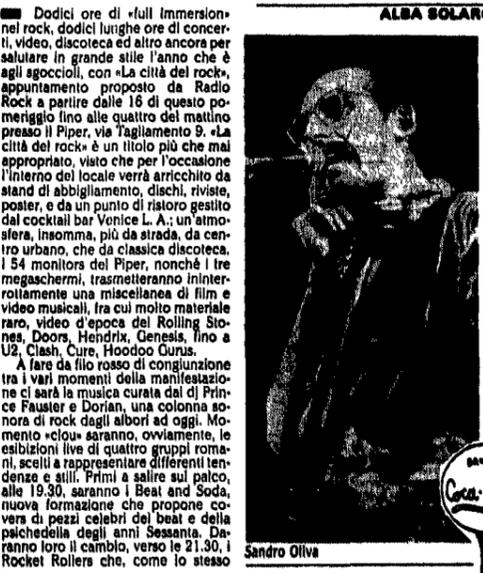 Dodici ore di «full immersion»
nel rock, dodici lunghe ore di concer-
ti, video, discoteca ed altro ancora per
salutare in grande stile l'anno che è
agli sgoccioli, con «La città del rock»,
appuntamento proposto da Radio
Rock a partire dalle 16 di questo po-
meriggio fino alle quattro del mattino
presso il Piper, via Tagliamento 9. «La
città del rock» è un titolo più che mai
appropriato, visto che per l'occasione
l'interno del locale verrà arricchito da
stand di abbigliamento, dischi, riviste,
poster, e da un punto di ristoro gestito
dal cocktail bar Venice L. A.; un'atmo-
sfera, insomma, più da strada, da cen-
tro urbano, che da classica discoteca.
I 54 monitors del Piper, nonchè i tre
megaschermi, trasmetteranno ininter-
rottamente una miscellanea di film e
video musicali, fra cui molto materiale
raro, video d'epoca dei Rolling Sto-
nes, Doors, Hendrix, Genesis, fino a
U2, Clash, Cure, Hoodoo Gurus.
A fare da filo rosso di congiunzione
tra i vari momenti della manifestazio-
ne ci sarà la musica curata dai dj Prin-
ce Fauster e Dorian, una colonna so-
nora di rock dagli albori ad oggi. Mo-
mento «clou» saranno, ovviamente, le
esibizioni live di quattro gruppi roma-
ni, scelti a rappresentare differenti ten-
denze e stili. Primi a salire sul palco,
alle 19.30, saranno i Beat and Soda,
nuova formazione che propone co-
vers di pezzi celebri del beat e della
psichedelia degli anni Sessanta. Da-
ranno loro il cambio, verso le 21.30, i
Rocket Rollers che, come lo stesso
ALBA SOLARO
Coca-
Sandro Oliva